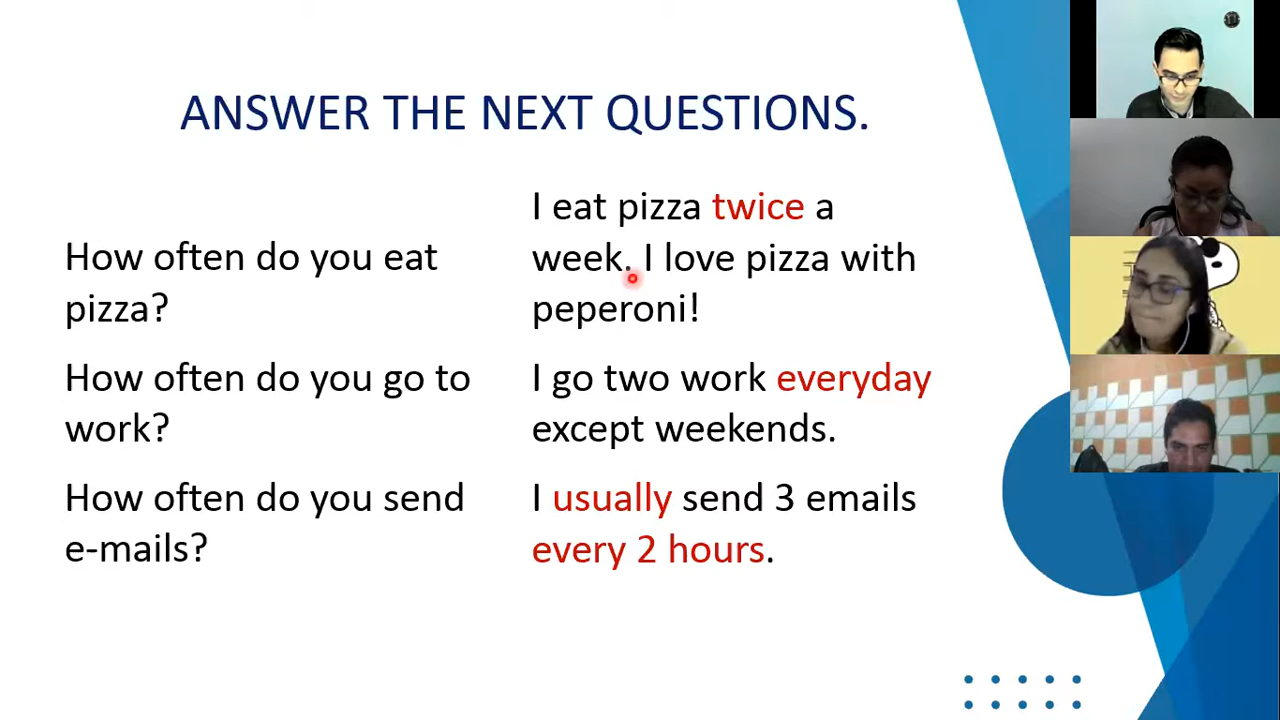 ANSWER THE NEXT QUESTIONS.
How often do you eat
pizza?
I eat pizza twice a
week. I love pizza with
peperoni!
How often do you go to
work?
I go two work everyday
except weekends.
How often do you send
e-mails?
I usually send 3 emails
every 2 hours.